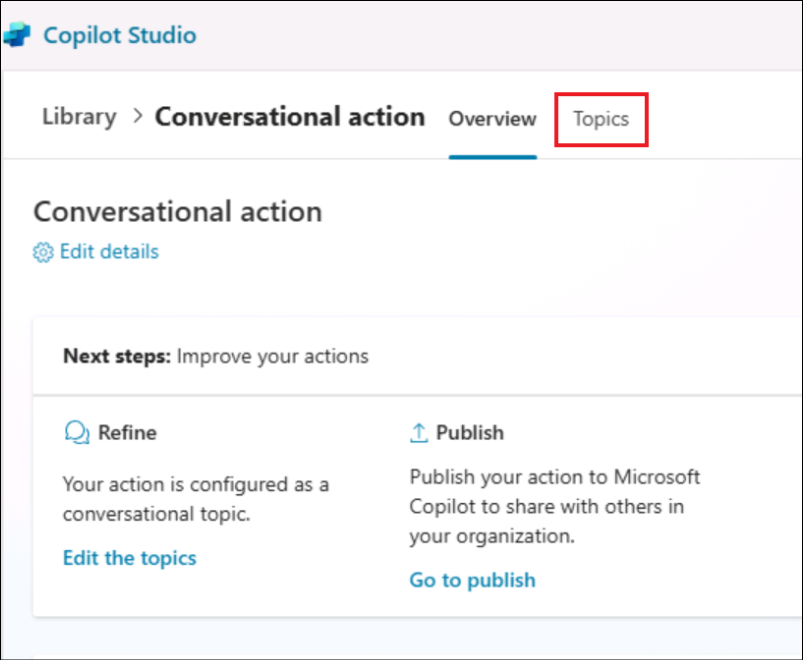 Copilot Studio
Library > Conversational action Overview Topics
Conversational action
Edit details
Next steps: Improve your actions
Refine
Your action is configured as a
conversational topic.
Edit the topics
Publish
Publish your action to Microsoft
Copilot to share with others in
your organization.
Go to publish